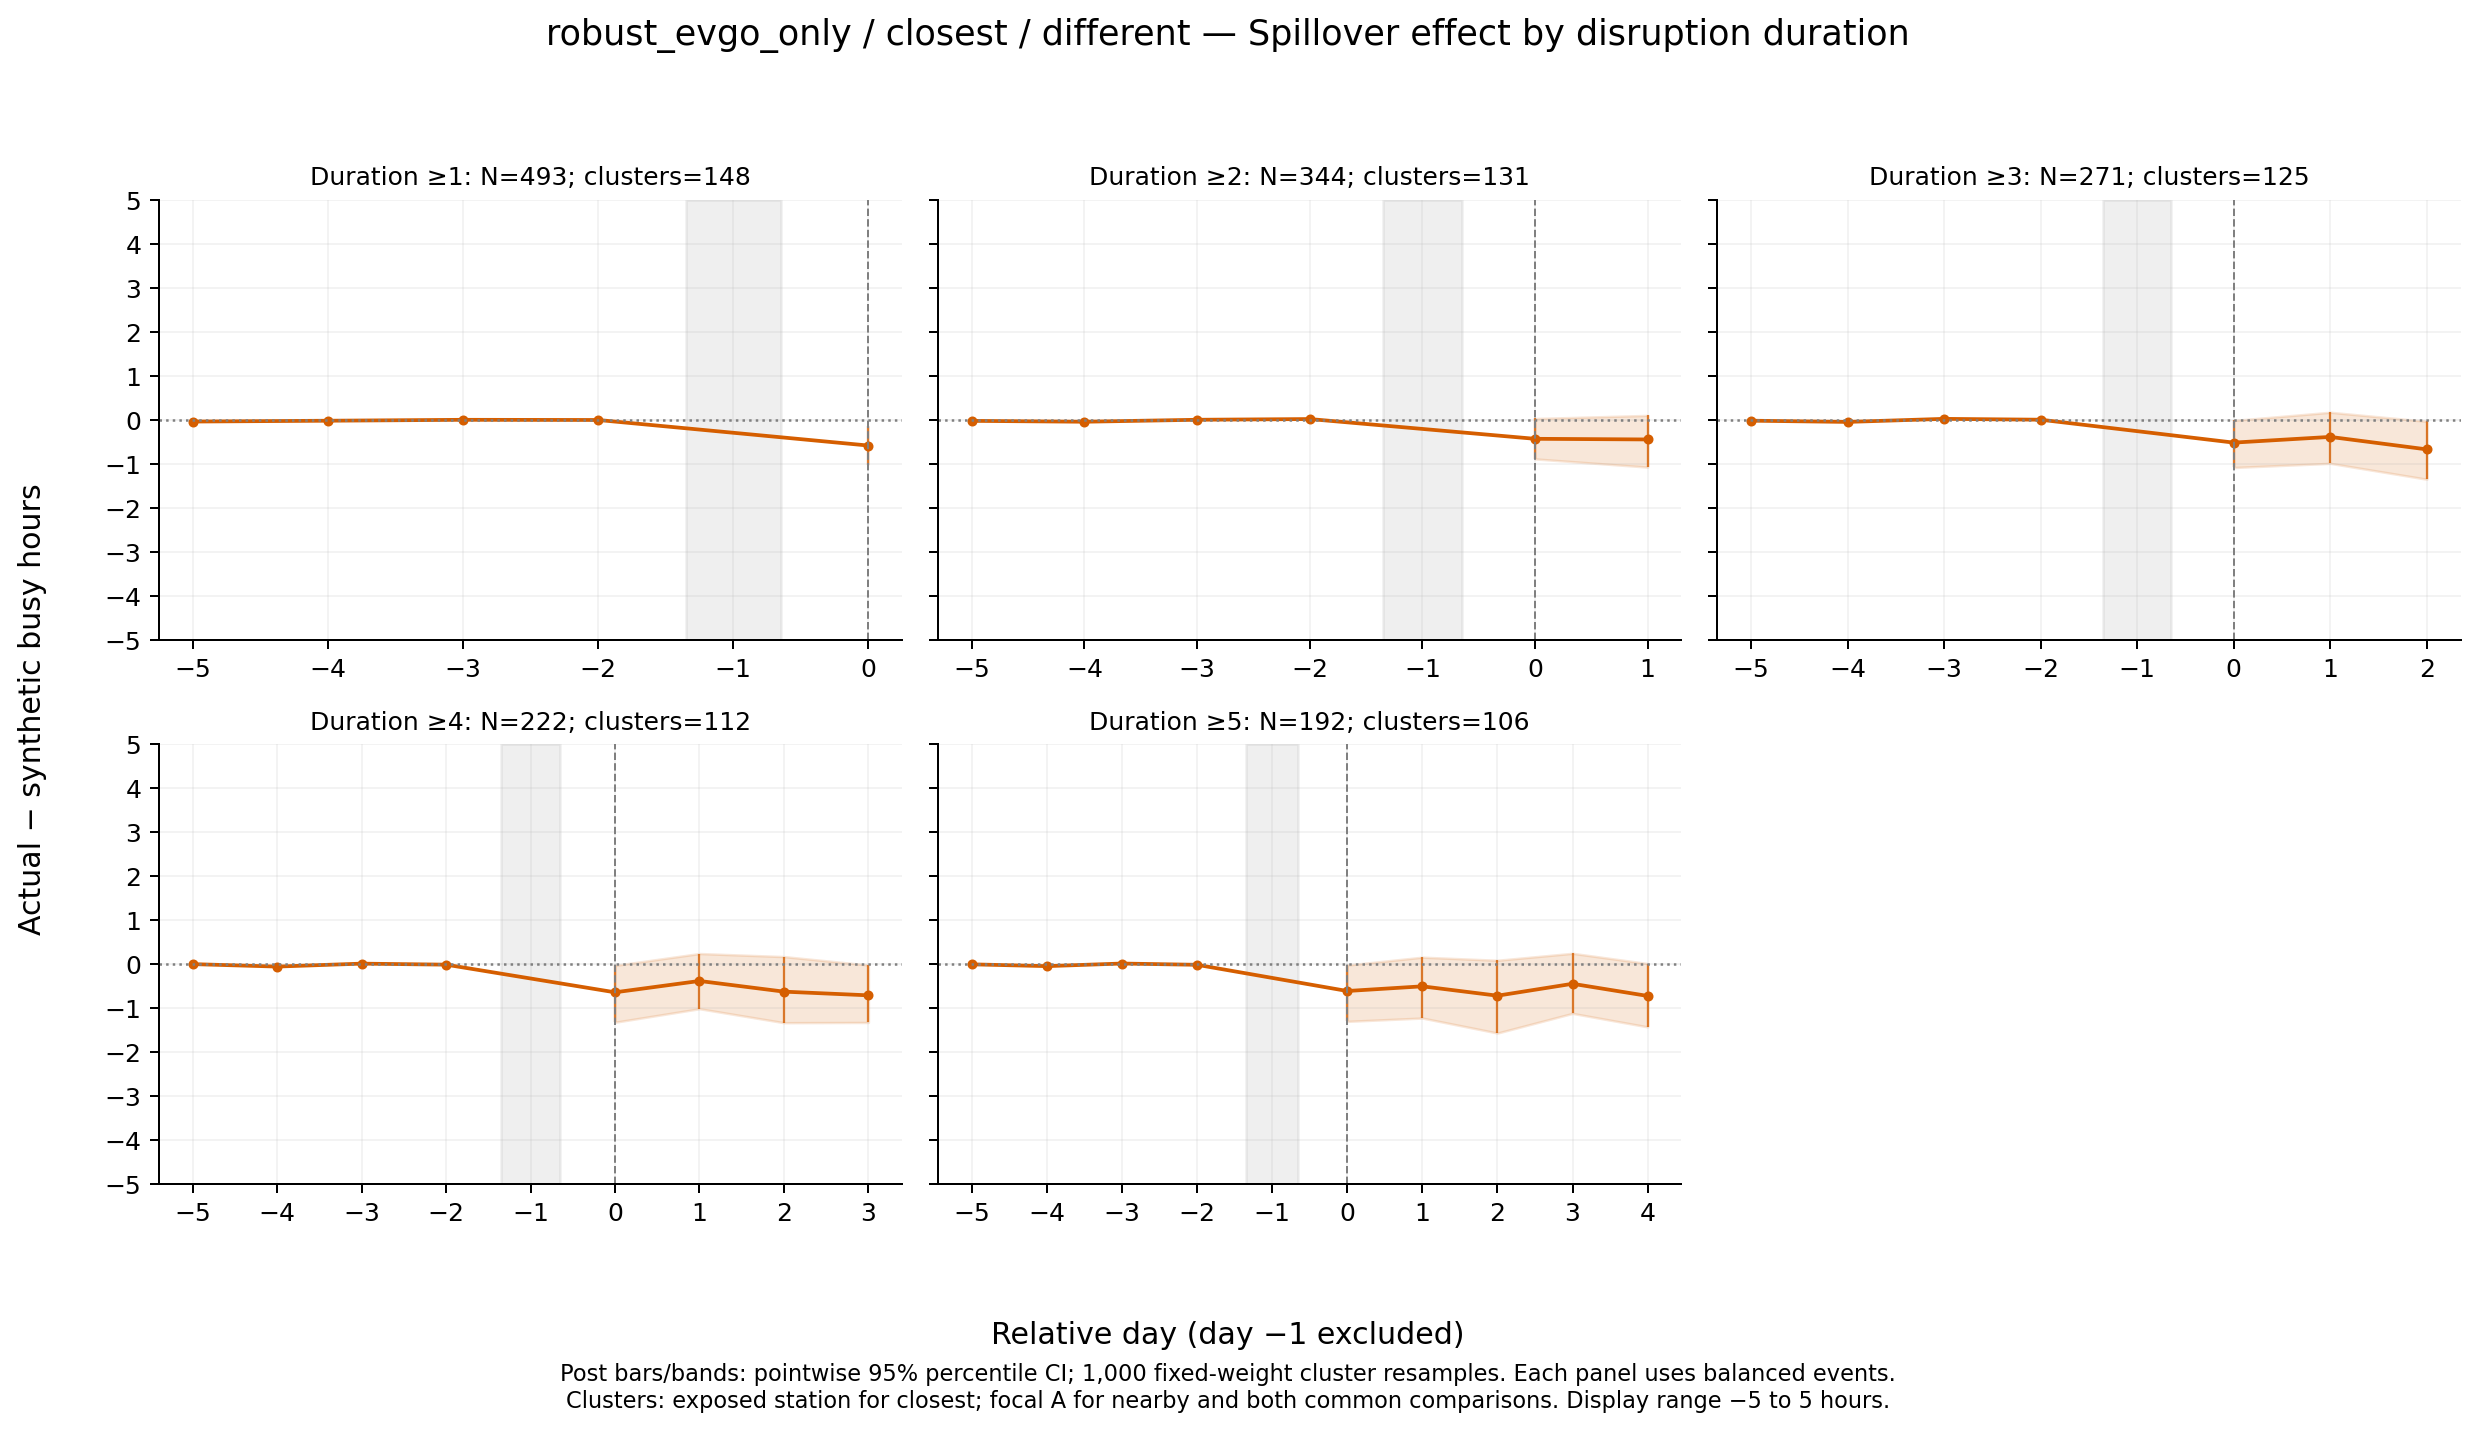 robust_evgo_only / closest / different — Spillover effect by disruption duration
Duration ≥1: N=493; clusters=148
Duration ≥2: N=344; clusters=131
Duration ≥3: N=271; clusters=125
5
4
3
2
1
0
−1
−2
−3
−4
−5
−5 −4 −3 −2 −1 0
−5 −4 −3 −2 −1 0 1
−5 −4 −3 −2 −1 0 1 2
Actual − synthetic busy hours
Duration ≥4: N=222; clusters=112
Duration ≥5: N=192; clusters=106
5
4
3
2
1
0
−1
−2
−3
−4
−5
−5 −4 −3 −2 −1 0 1 2 3
−5 −4 −3 −2 −1 0 1 2 3 4
Relative day (day −1 excluded)
Post bars/bands: pointwise 95% percentile CI; 1,000 fixed-weight cluster resamples. Each panel uses balanced events.
Clusters: exposed station for closest; focal A for nearby and both common comparisons. Display range −5 to 5 hours.